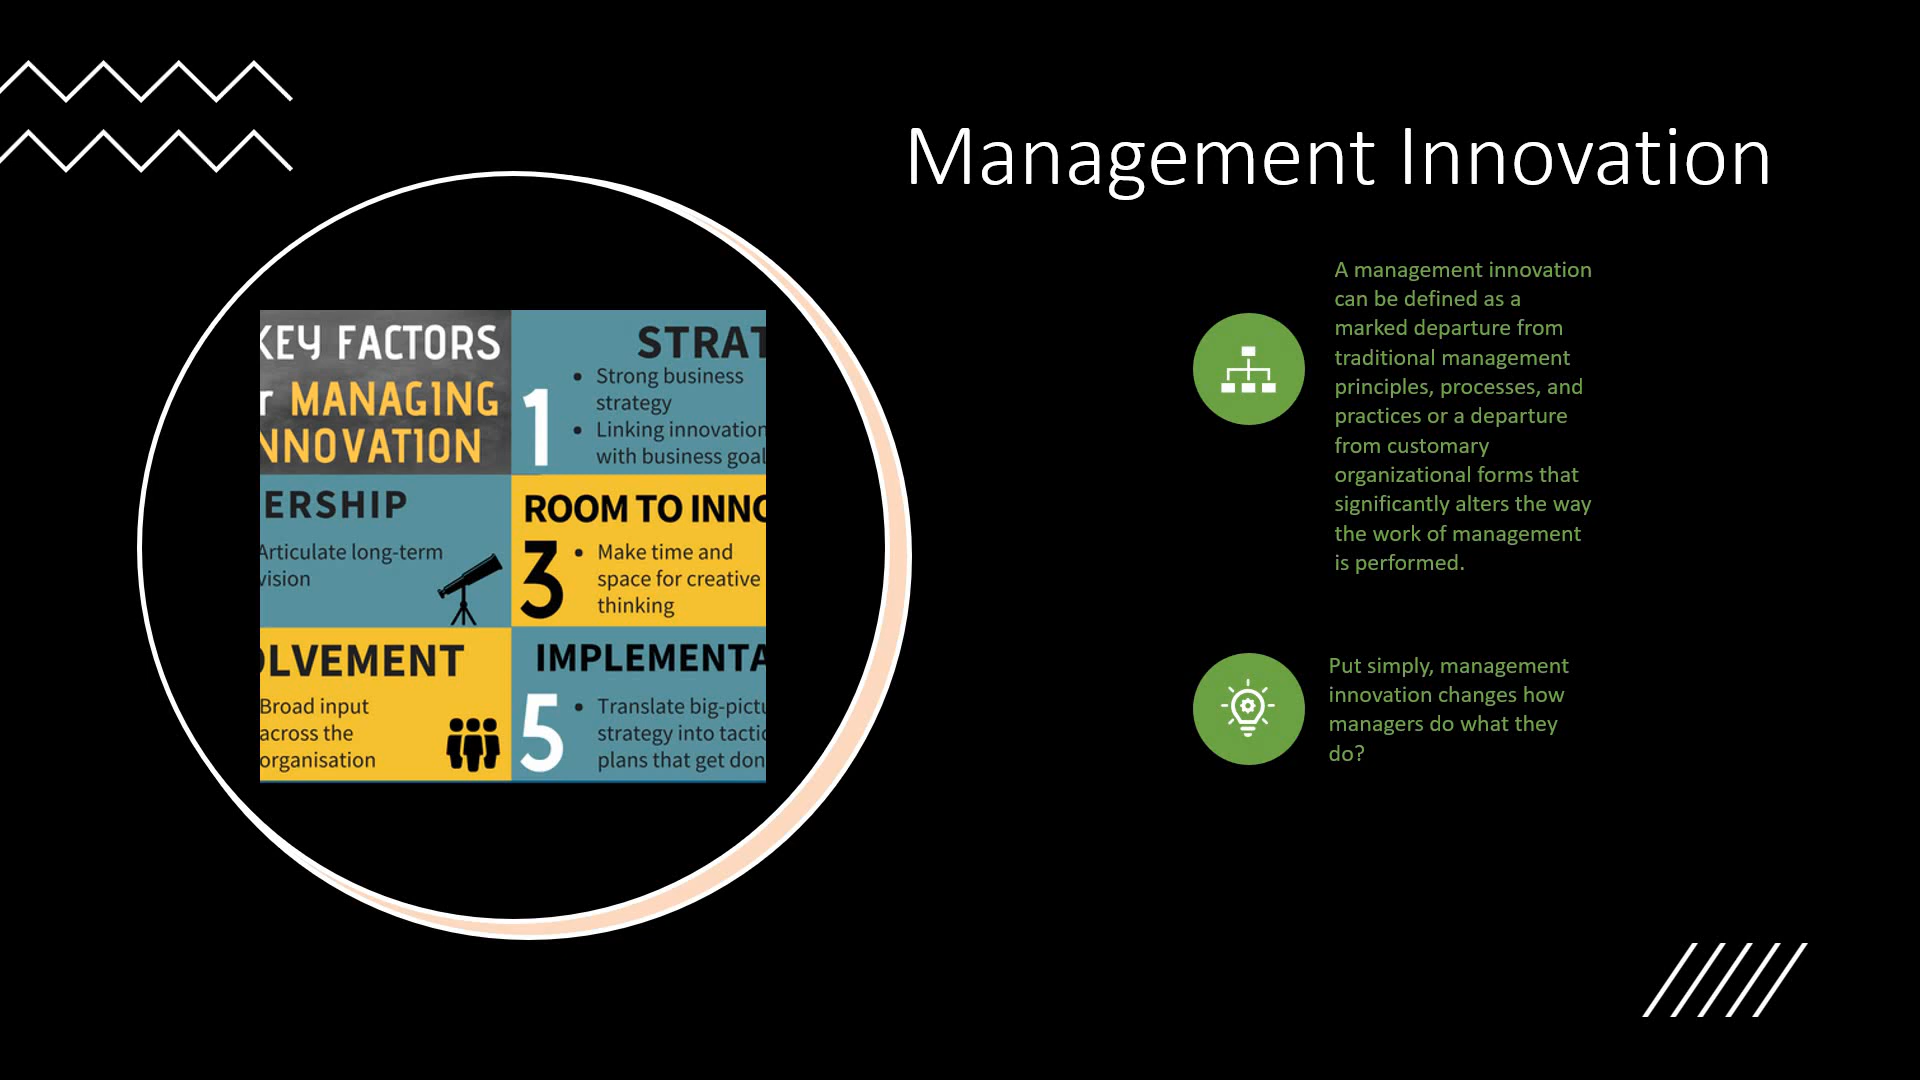 Management Innovation
KEY FACTORS
r MANAGING
NNOVATION
STRAT
1
• Strong business
strategy
• Linking innovation
with business goal
ERSHIP
Articulate long-term
vision
ROOM TO INNO
3
• Make time and
space for creative
thinking
OLVEMENT
Broad input
across the
organisation
IMPLEMENTA
5
• Translate big-pictu
strategy into tactic
plans that get don
A management innovation
can be defined as a
marked departure from
traditional management
principles, processes, and
practices or a departure
from customary
organizational forms that
significantly alters the way
the work of management
is performed.
Put simply, management
innovation changes how
managers do what they
do?